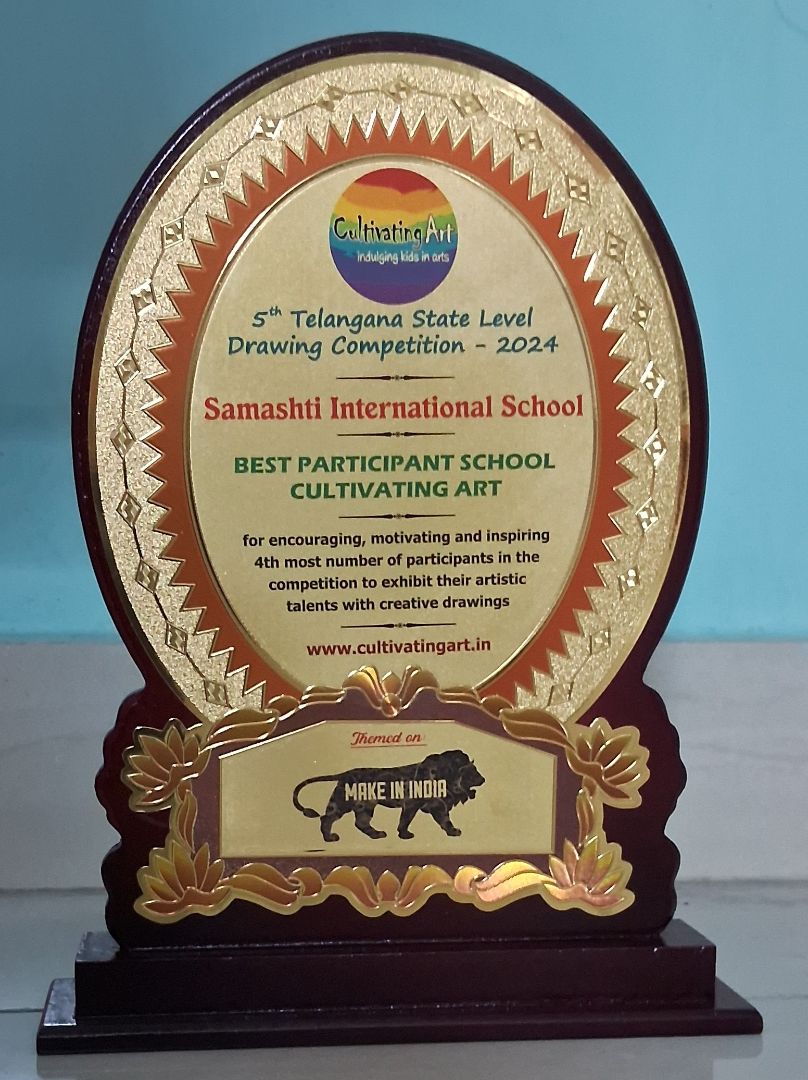 Cultivating Art
indulging kids in arts
5th Telangana State Level
Drawing Competition - 2024
Samashti International School
BEST PARTICIPANT SCHOOL
CULTIVATING ART
for encouraging, motivating and inspiring
4th most number of participants in the
competition to exhibit their artistic
talents with creative drawings
www.cultivatingart.in
Themed on:
MAKE IN INDIA